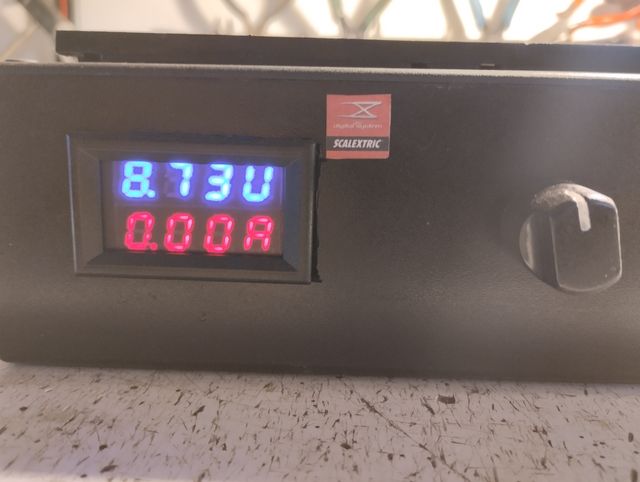 8.73V
0.00A
digital system
SCALEXTRIC